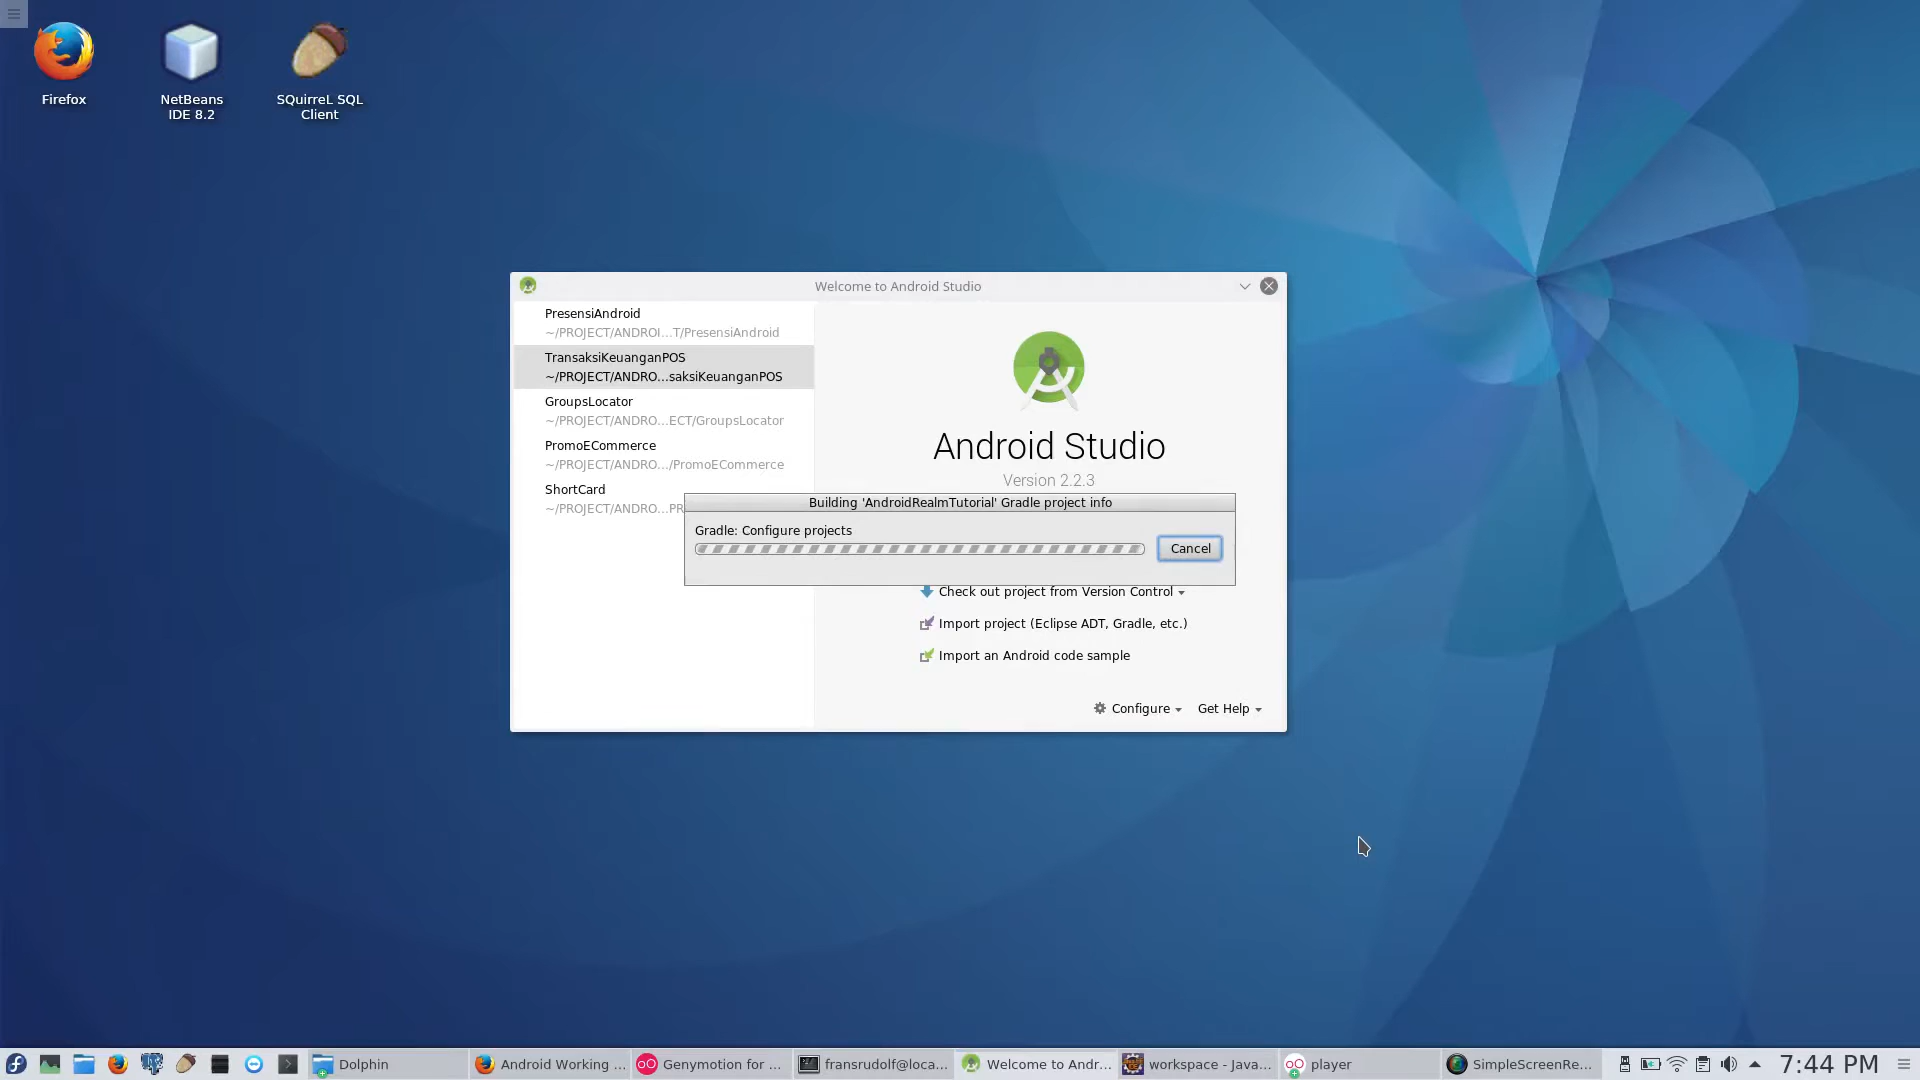 Firefox
NetBeans
IDE 8.2
SQuirreL SQL
Client
Welcome to Android Studio
PresensiAndroid
~/PROJECT/ANDROI...T/PresensiAndroid
TransaksiKeuanganPOS
~/PROJECT/ANDRO...saksiKeuanganPOS
GroupsLocator
~/PROJECT/ANDRO...ECT/GroupsLocator
PromoECommerce
~/PROJECT/ANDRO.../PromoECommerce
ShortCard
~/PROJECT/ANDRO...PR
Android Studio
Version 2.2.3
Building 'AndroidRealmTutorial' Gradle project info
Gradle: Configure projects
Cancel
Check out project from Version Control
Import project (Eclipse ADT, Gradle, etc.)
Import an Android code sample
Configure
Get Help
Dolphin
Android Working ...
Genymotion for ...
fransrudolf@loca...
Welcome to Andr...
workspace - Java...
player
SimpleScreenRe...
7:44 PM